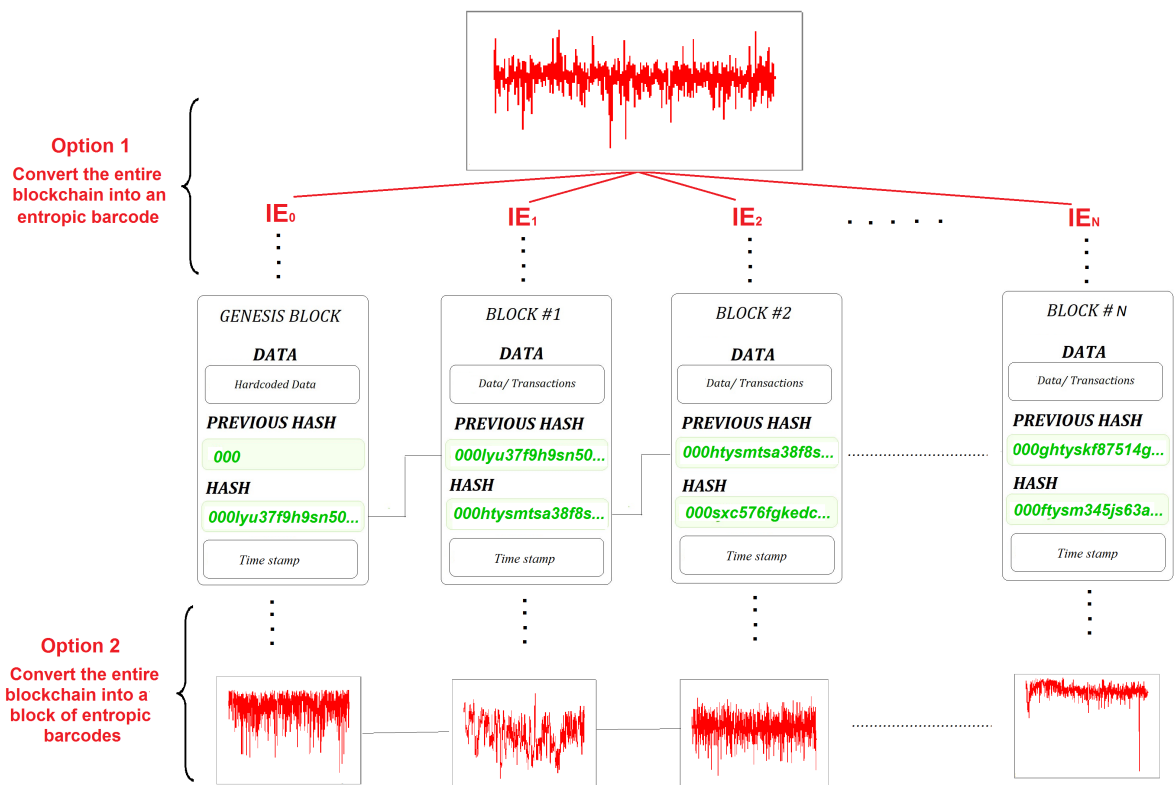 Option 1
Convert the entire
blockchain into an
entropic barcode
IE0
IE1
IE2
IEN
GENESIS BLOCK
DATA
Hardcoded Data
PREVIOUS HASH
000
HASH
000lyu37f9h9sn50...
Time stamp
BLOCK #1
DATA
Data/ Transactions
PREVIOUS HASH
000lyu37f9h9sn50...
HASH
000htysmtsa38f8s...
Time stamp
BLOCK #2
DATA
Data/ Transactions
PREVIOUS HASH
000htysmtsa38f8s...
HASH
000sxc576fgkedc...
Time stamp
BLOCK # N
DATA
Data/ Transactions
PREVIOUS HASH
000ghtyskf87514g...
HASH
000ftysm345js63a...
Time stamp
Option 2
Convert the entire
blockchain into a
block of entropic
barcodes